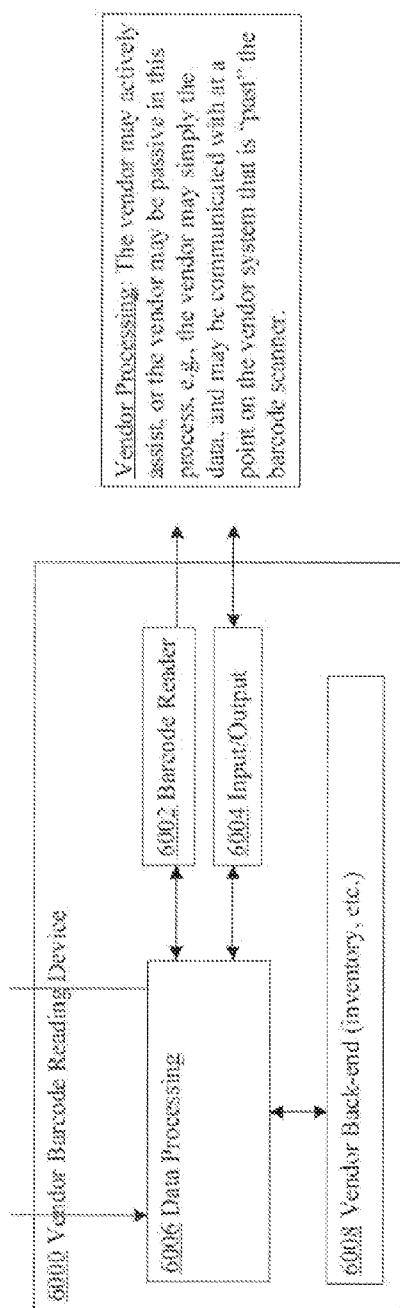 6000 Vendor Barcode Reading Device
6006 Data Processing
6002 Barcode Reader
6004 Input/Output
6008 Vendor Back-end (inventory, etc.)
Vendor Processing: The vendor may actively
assist, or the vendor may be passive in this
process, e.g., the vendor may simply the
data, and may be communicated with at a
point on the vendor system that is "past" the
barcode scanner.